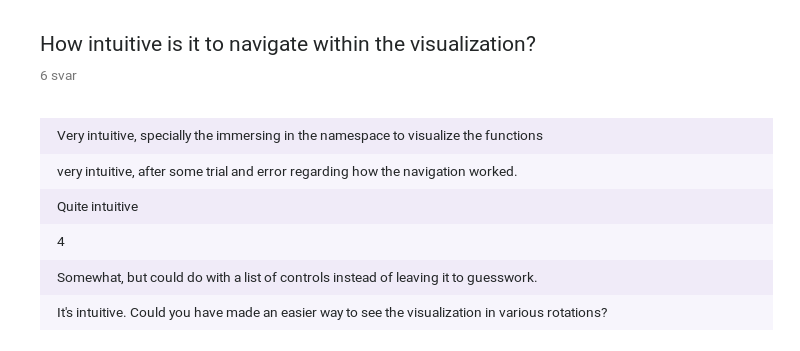 How intuitive is it to navigate within the visualization?
6 svar
Very intuitive, specially the immersing in the namespace to visualize the functions
very intuitive, after some trial and error regarding how the navigation worked.
Quite intuitive
4
Somewhat, but could do with a list of controls instead of leaving it to guesswork.
It's intuitive. Could you have made an easier way to see the visualization in various rotations?